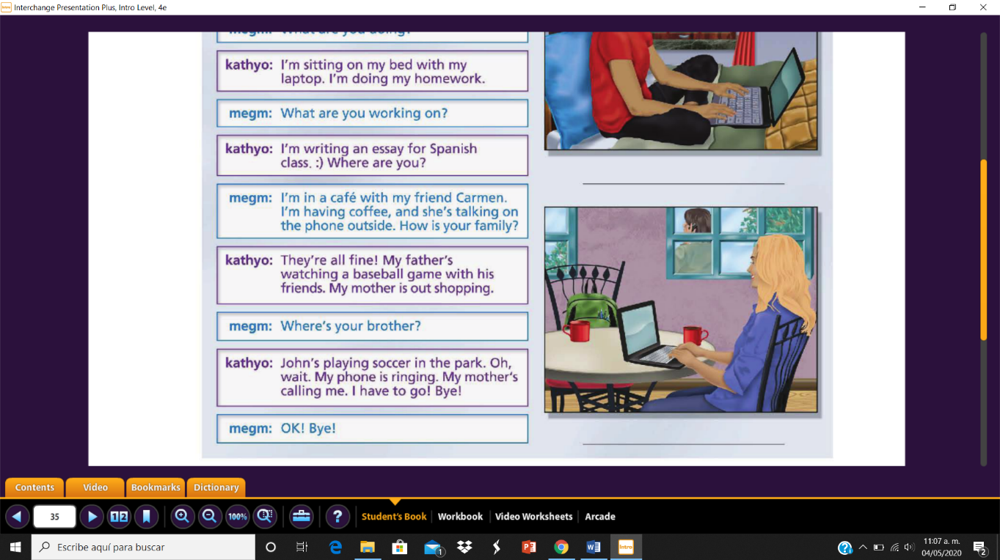 Intro
Interchange Presentation Plus, Intro Level, 4e
megm: What are you doing?
kathyo: I'm sitting on my bed with my
laptop. I'm doing my homework.
megm: What are you working on?
kathyo: I'm writing an essay for Spanish
class. :) Where are you?
megm: I'm in a café with my friend Carmen.
I'm having coffee, and she's talking on
the phone outside. How is your family?
kathyo: They're all fine! My father's
watching a baseball game with his
friends. My mother is out shopping.
megm: Where's your brother?
kathyo: John's playing soccer in the park. Oh,
wait. My phone is ringing. My mother's
calling me. I have to go! Bye!
megm: OK! Bye!
Contents Video Bookmarks Dictionary
35 12 100% ? Student's Book Workbook Video Worksheets Arcade
Escribe aquí para buscar
1
Intro
11:07 a. m.
04/05/2020
2